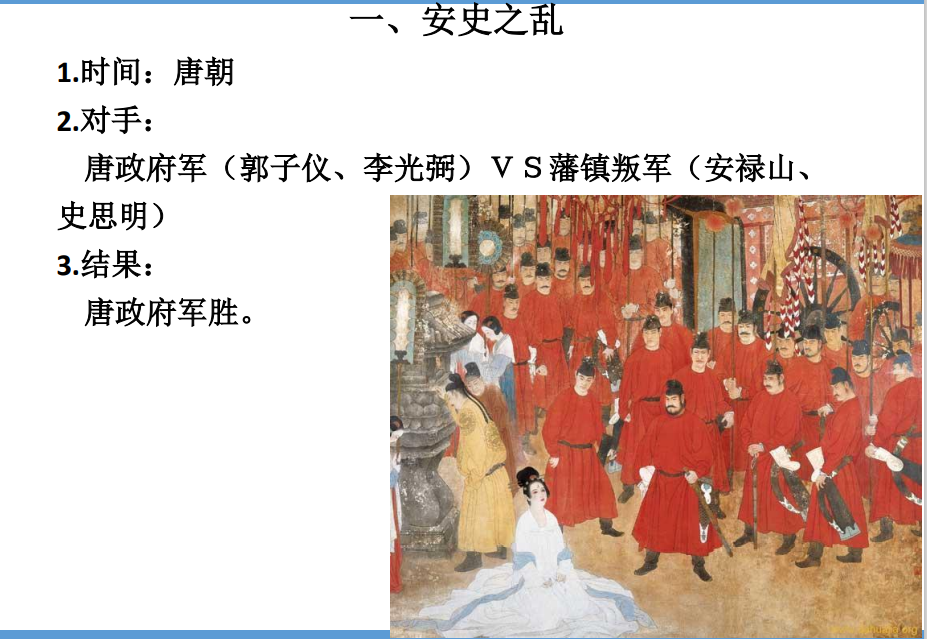 一、安史之乱
1.时间：唐朝
2.对手：
唐政府军（郭子仪、李光弼）ＶＳ藩镇叛军（安禄山、
史思明）
3.结果：
唐政府军胜。